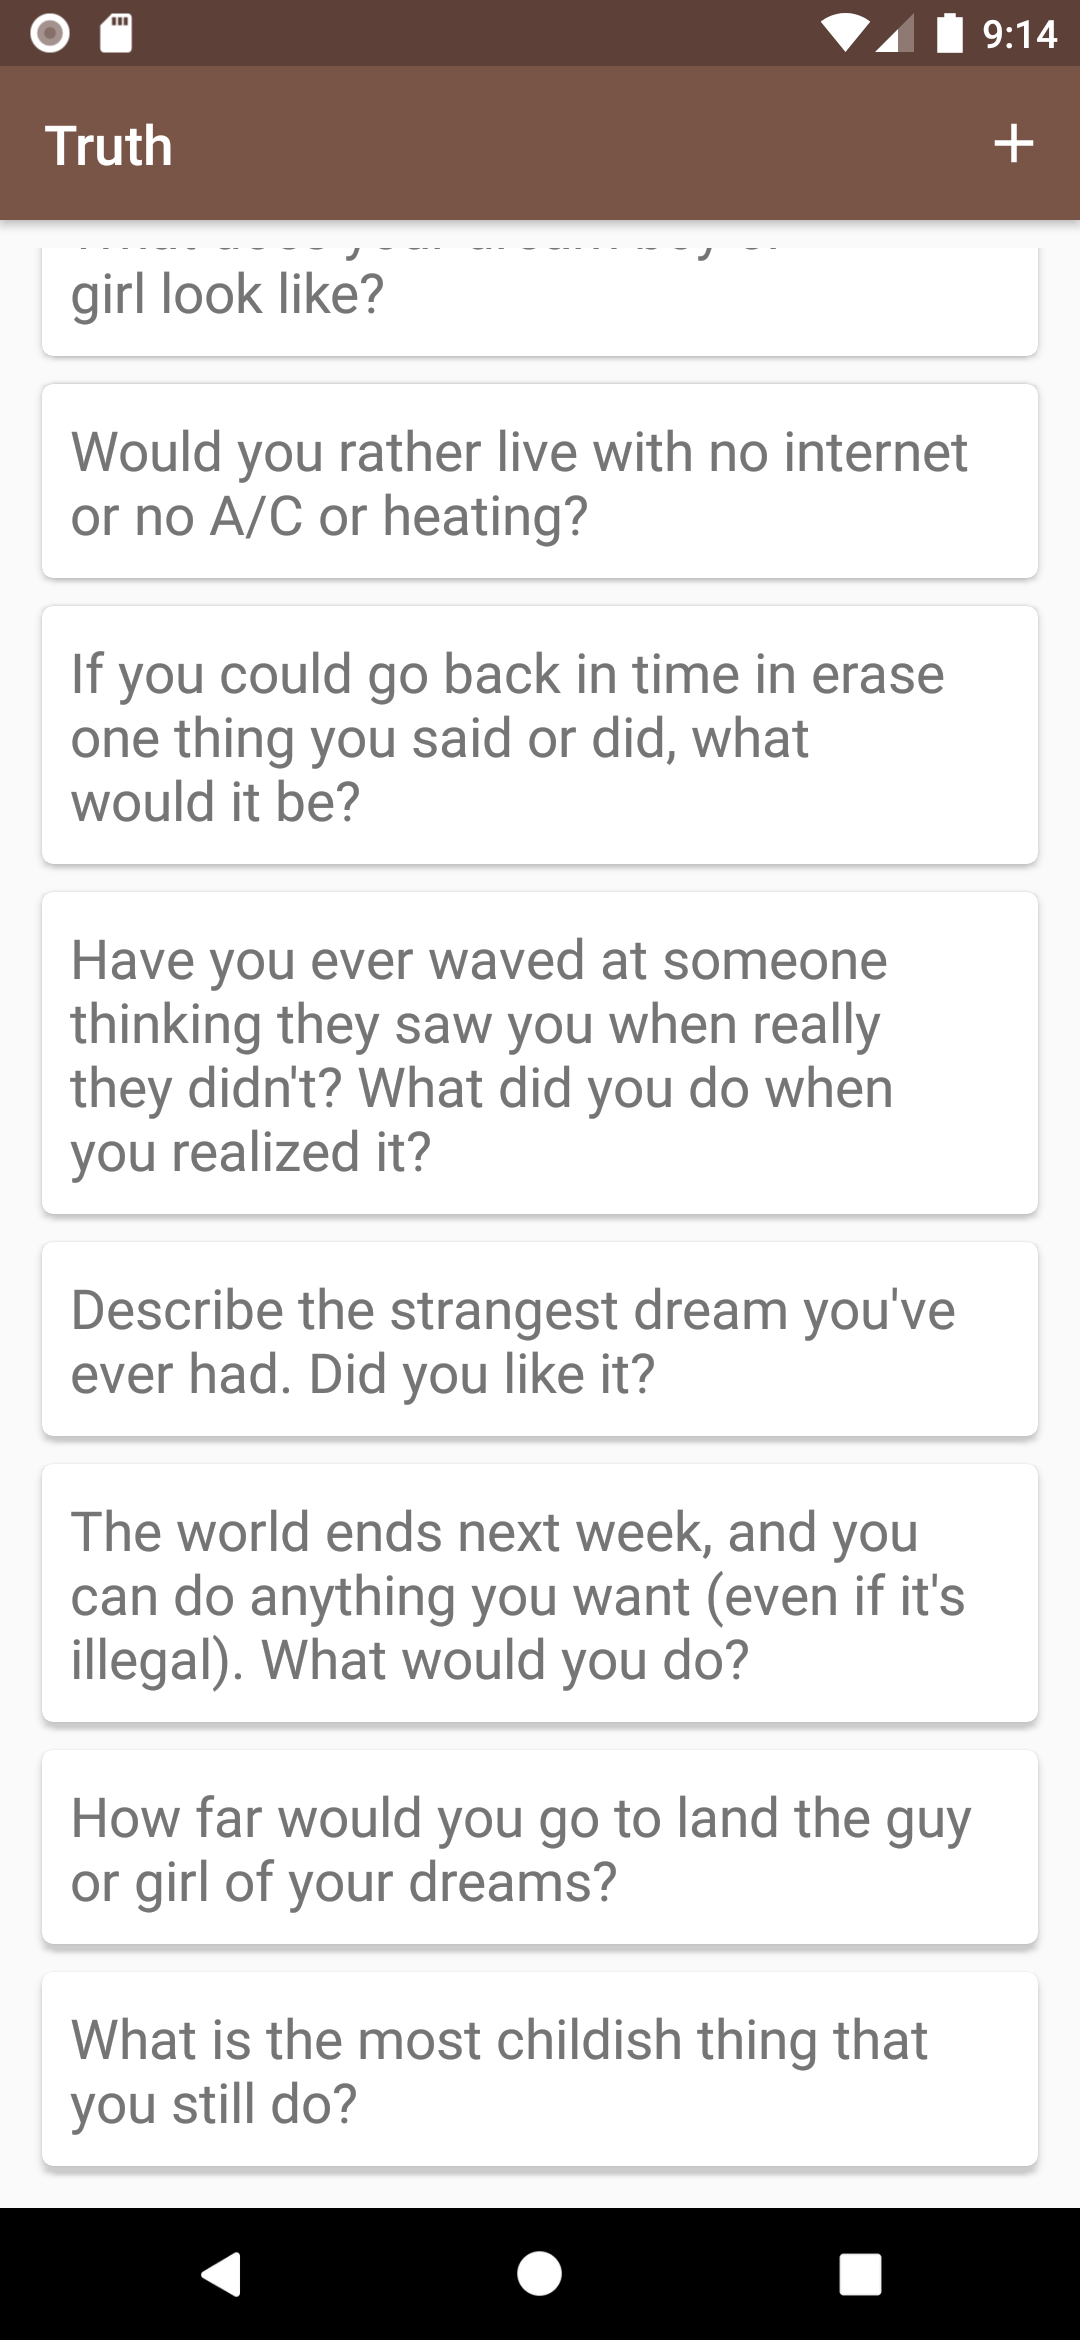 9:14
Truth
girl look like?
Would you rather live with no internet
or no A/C or heating?
If you could go back in time in erase
one thing you said or did, what
would it be?
Have you ever waved at someone
thinking they saw you when really
they didn't? What did you do when
you realized it?
Describe the strangest dream you've
ever had. Did you like it?
The world ends next week, and you
can do anything you want (even if it's
illegal). What would you do?
How far would you go to land the guy
or girl of your dreams?
What is the most childish thing that
you still do?